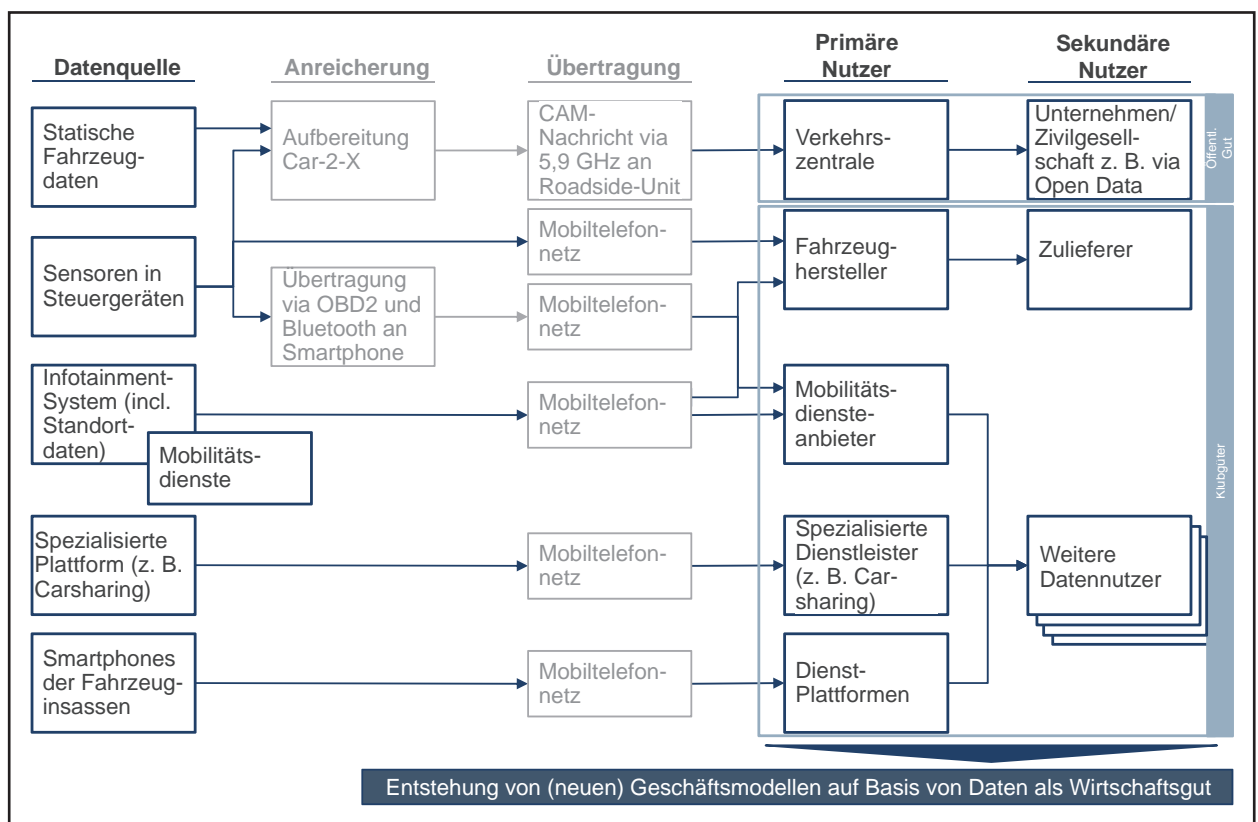 Datenquelle
Anreicherung
Übertragung
Primäre
Nutzer
Sekundäre
Nutzer
Statische
Fahrzeug-
daten
Aufbereitung
Car-2-X
CAM-
Nachricht via
5,9 GHz an
Roadside-Unit
Verkehrs-
zentrale
Unternehmen/
Zivilgesell-
schaft z. B. via
Open Data
Öffentl.
Gut
Sensoren in
Steuergeräten
Mobiltelefon-
netz
Fahrzeug-
hersteller
Zulieferer
Übertragung
via OBD2 und
Bluetooth an
Smartphone
Mobiltelefon-
netz
Infotainment-
System (incl.
Standort-
daten)
Mobilitäts-
dienste
Mobiltelefon-
netz
Mobilitäts-
dienste-
anbieter
Klubgüter
Spezialisierte
Plattform (z. B.
Carsharing)
Mobiltelefon-
netz
Spezialisierte
Dienstleister
(z. B. Car-
sharing)
Weitere
Datennutzer
Smartphones
der Fahrzeug-
insassen
Mobiltelefon-
netz
Dienst-
Plattformen
Entstehung von (neuen) Geschäftsmodellen auf Basis von Daten als Wirtschaftsgut